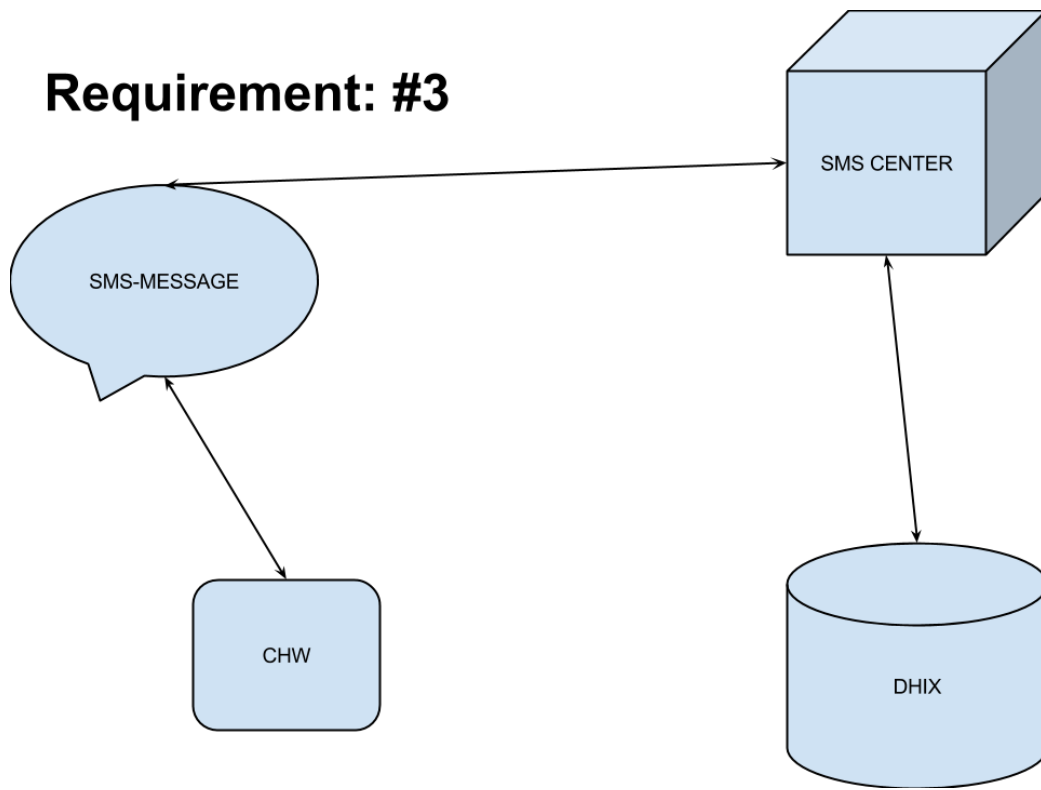 Requirement: #3
SMS CENTER
SMS-MESSAGE
CHW
DHIX